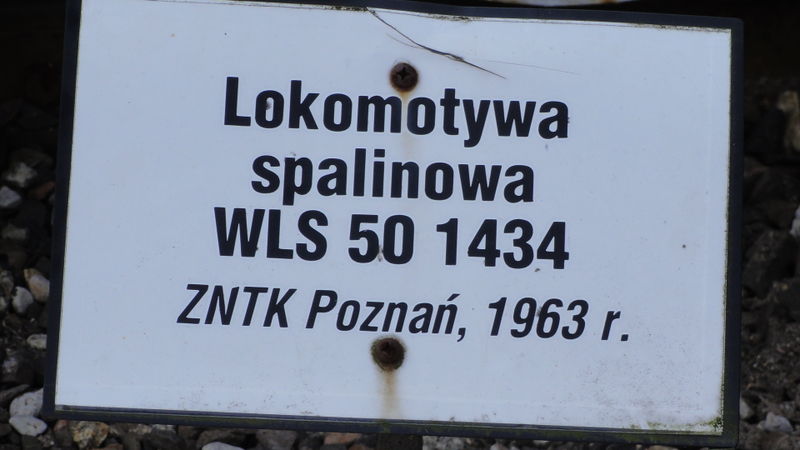 Lokomotywa
spalinowa
WLS 50 1434
ZNTK Poznań, 1963 r.